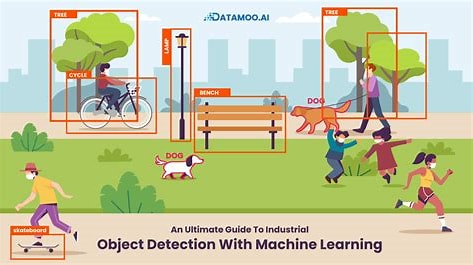 DATAMOO.AI
TREE
TREE
LAMP
CYCLE
BENCH
DOG
DOG
skateboard
An Ultimate Guide To Industrial
Object Detection With Machine Learning